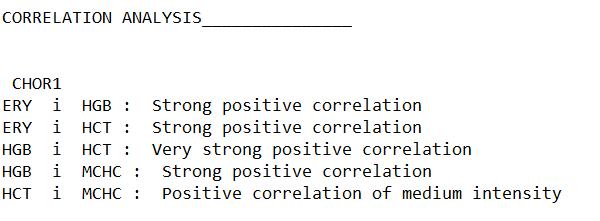 CORRELATION ANALYSIS_______________
CHOR1
ERY  i  HGB :  Strong positive correlation
ERY  i  HCT :  Strong positive correlation
HGB  i  HCT :  Very strong positive correlation
HGB  i  MCHC :  Strong positive correlation
HCT  i  MCHC :  Positive correlation of medium intensity